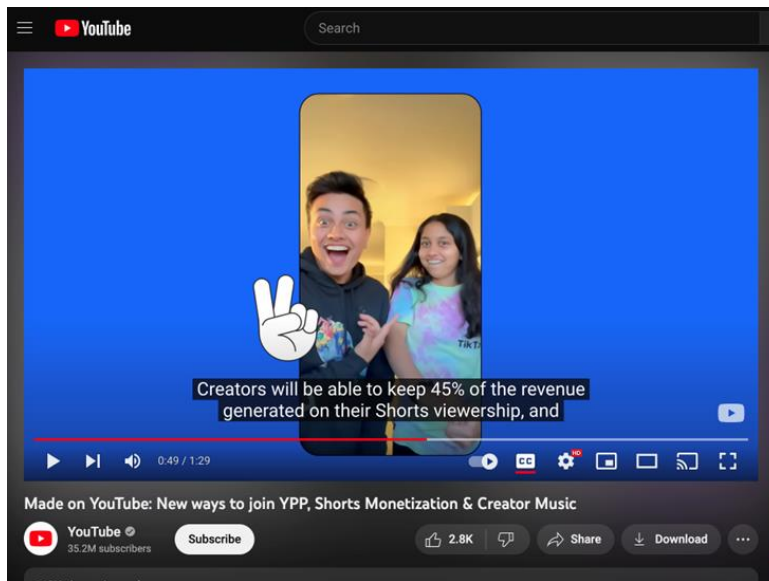 YouTube
Search
TikT
Creators will be able to keep 45% of the revenue
generated on their Shorts viewership, and
0:49 / 1:29
CC
HD
Made on YouTube: New ways to join YPP, Shorts Monetization & Creator Music
YouTube
35.2M subscribers
Subscribe
2.8K
Share
Download